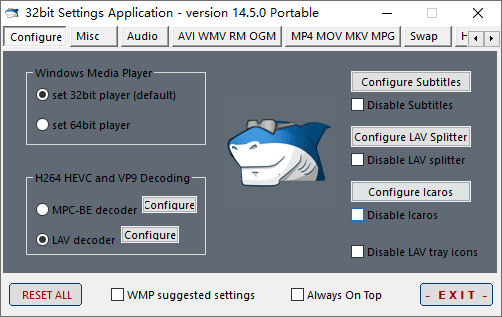 32bit Settings Application - version 14.5.0 Portable
Configure Misc Audio AVI WMV RM OGM MP4 MOV MKV MPG Swap
Windows Media Player
set 32bit player (default)
set 64bit player
H264 HEVC and VP9 Decoding
MPC-BE decoder Configure
LAV decoder Configure
Configure Subtitles
Disable Subtitles
Configure LAV Splitter
Disable LAV splitter
Configure Icaros
Disable Icaros
Disable LAV tray icons
RESET ALL WMP suggested settings Always On Top - E X I T -